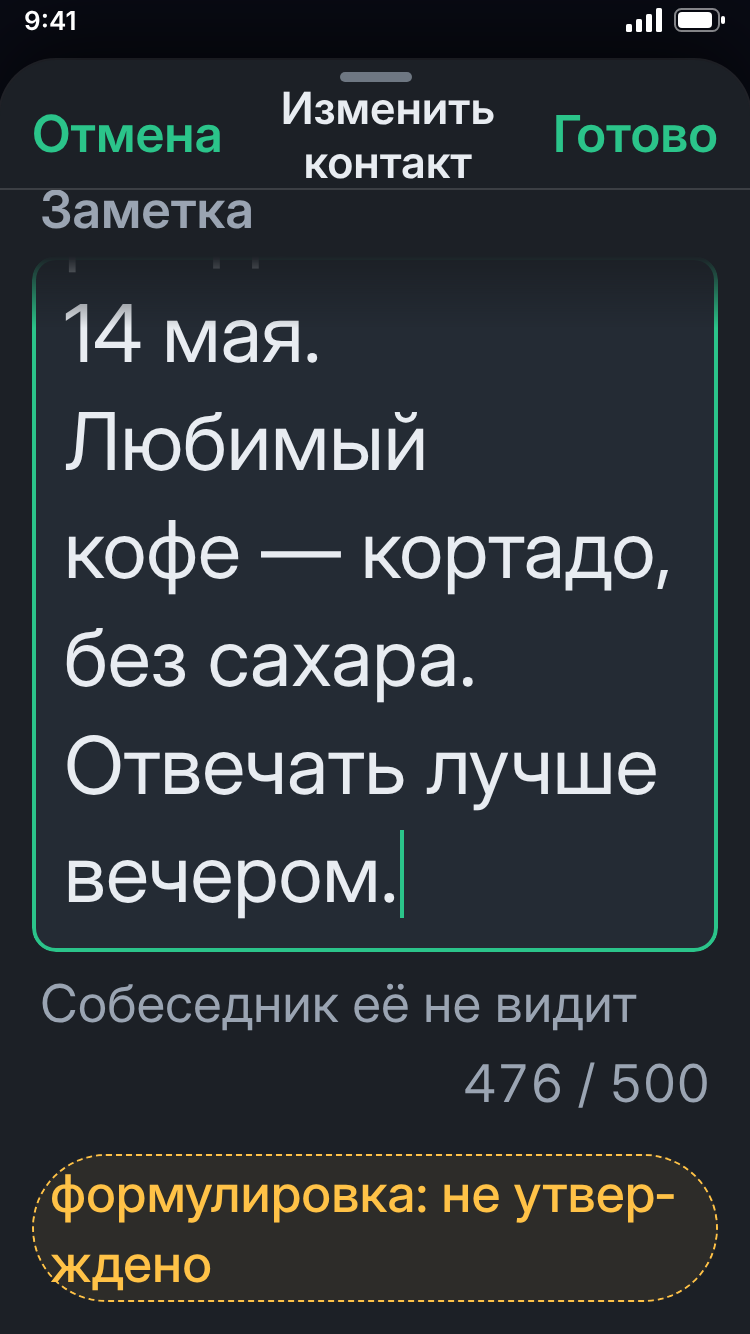 9:41
Отмена
Изменить
контакт
Готово
Заметка
14 мая.
Любимый
кофе — кортадо,
без сахара.
Отвечать лучше
вечером.
Собеседник её не видит
476 / 500
формулировка: не утвер-
ждено